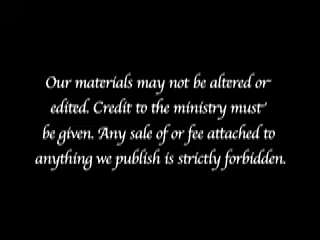 Our materials may not be altered or
edited. Credit to the ministry must
be given. Any sale of or fee attached to
anything we publish is strictly forbidden.